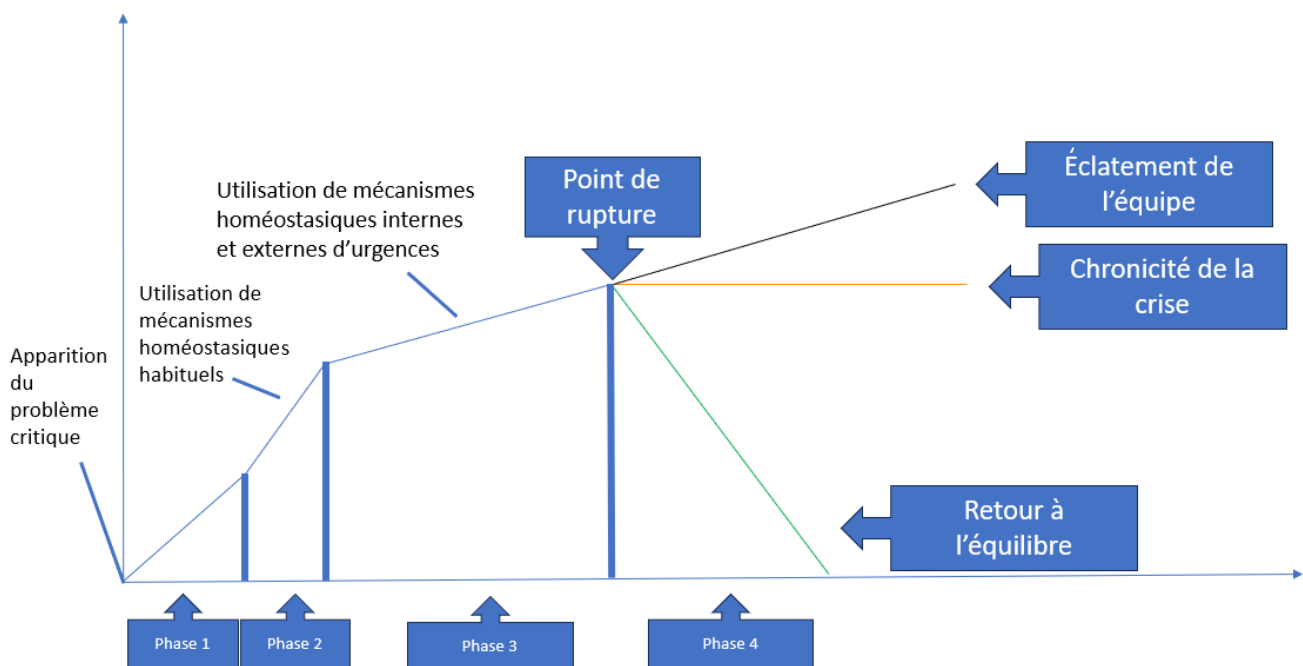 Point de
rupture
Éclatement de
l’équipe
Utilisation de mécanismes
homéostasiques internes
et externes d’urgences
Chronicité de la
crise
Utilisation de
mécanismes
homéostasiques
habituels
Apparition
du
problème
critique
Retour à
l’équilibre
Phase 1
Phase 2
Phase 3
Phase 4